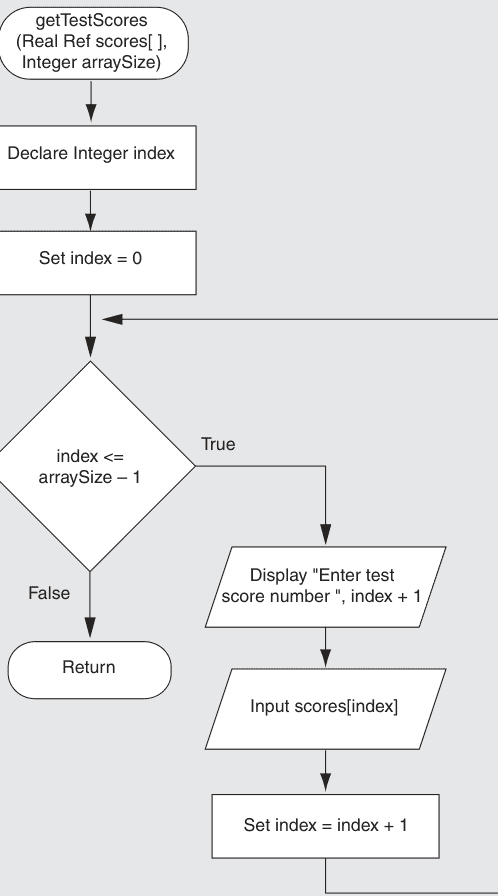 getTestScores
(Real Ref scores[ ],
Integer arraySize)
Declare Integer index
Set index = 0
index <=
arraySize – 1
True
False
Display "Enter test
score number ", index + 1
Return
Input scores[index]
Set index = index + 1